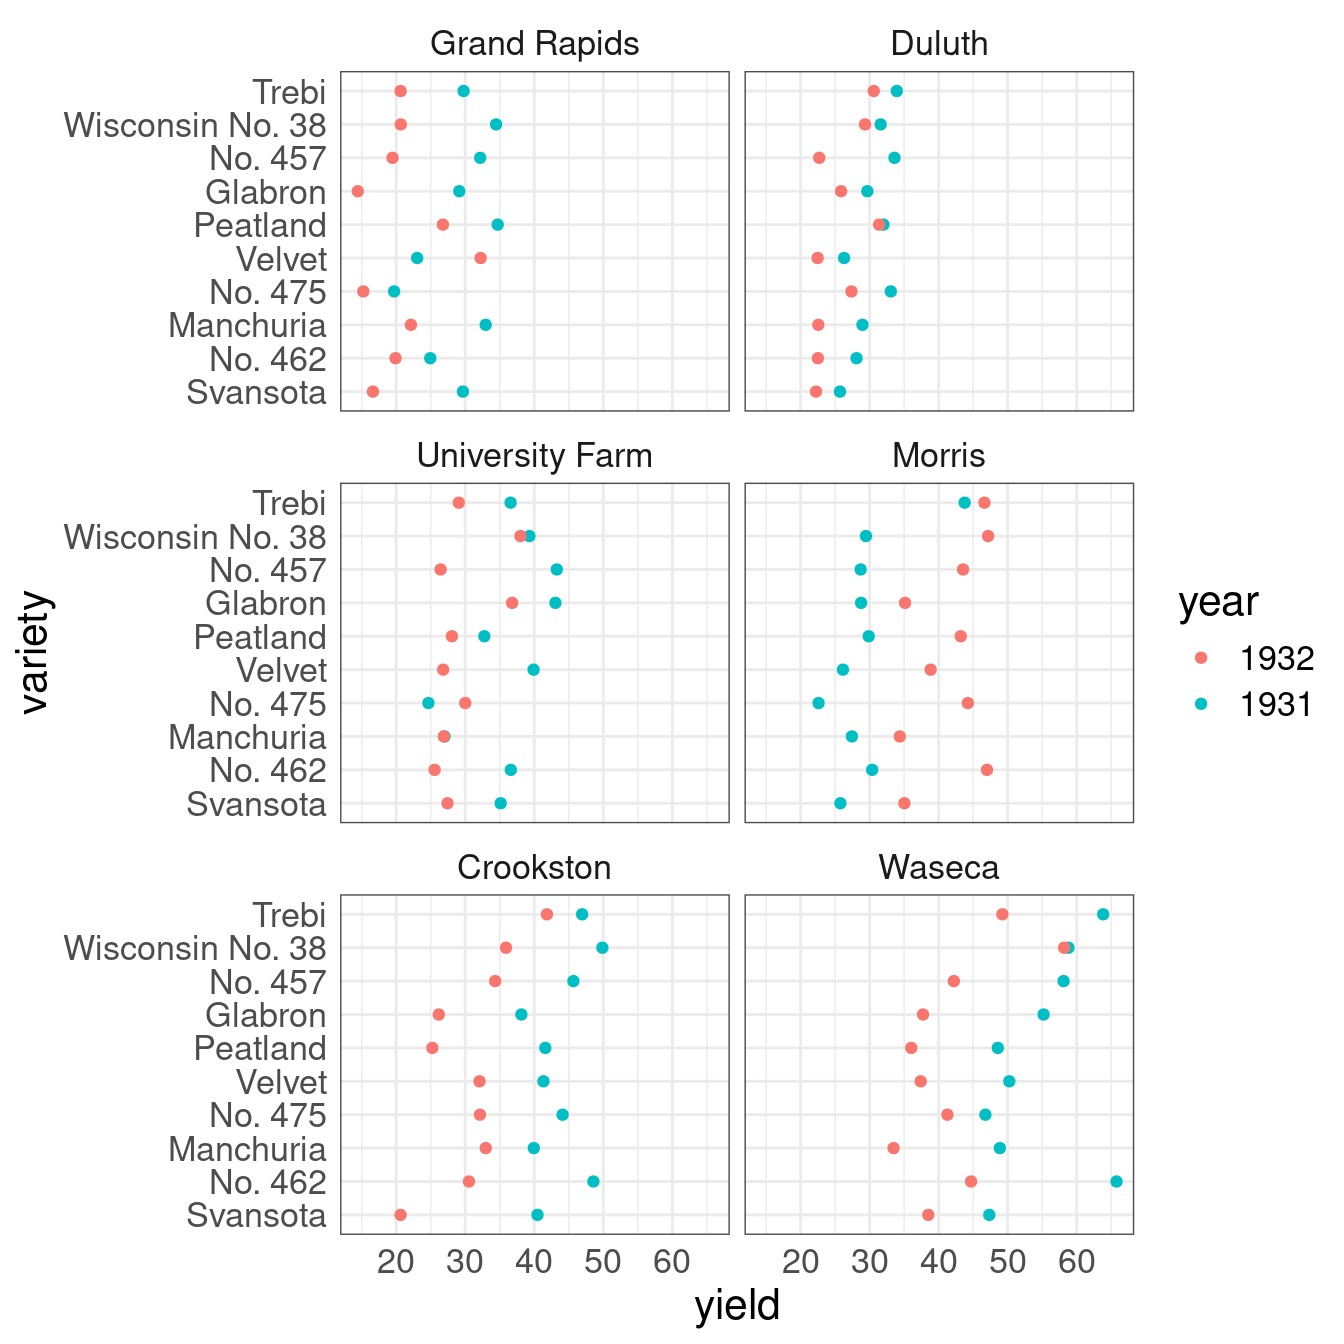 Grand Rapids Duluth
Trebi
Wisconsin No. 38
No. 457
Glabron
Peatland
Velvet
No. 475
Manchuria
No. 462
Svansota
University Farm Morris
Trebi
Wisconsin No. 38
No. 457
Glabron
Peatland
Velvet
No. 475
Manchuria
No. 462
Svansota
Crookston Waseca
Trebi
Wisconsin No. 38
No. 457
Glabron
Peatland
Velvet
No. 475
Manchuria
No. 462
Svansota
20 30 40 50 60 20 30 40 50 60
yield
variety
year
1932
1931